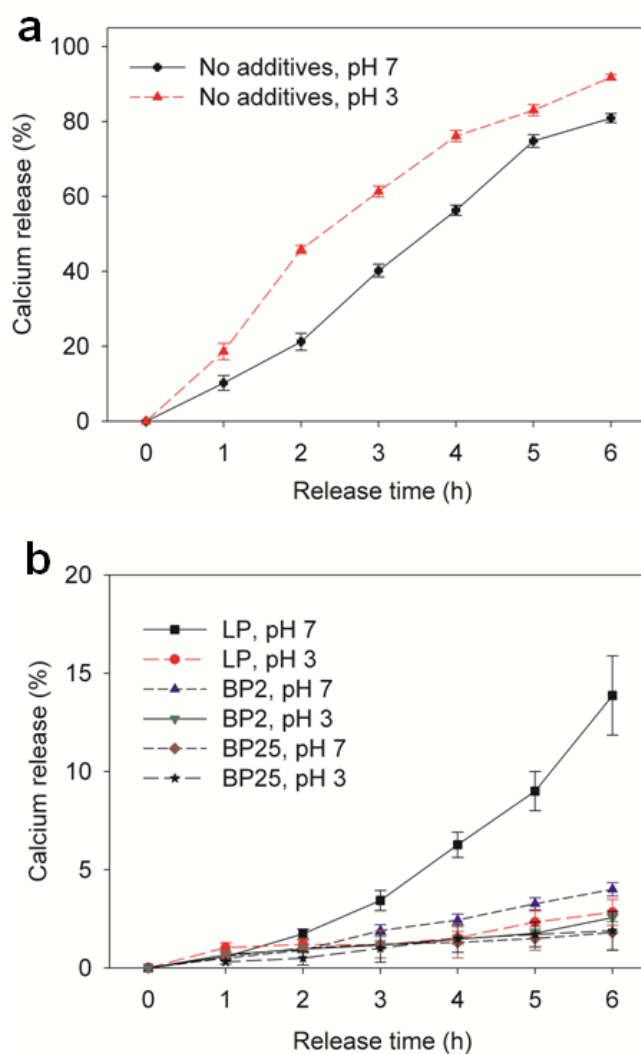 a
100
80
60
40
20
0
Calcium release (%)
No additives, pH 7
No additives, pH 3
0 1 2 3 4 5 6
Release time (h)
b
20
15
10
5
0
Calcium release (%)
LP, pH 7
LP, pH 3
BP2, pH 7
BP2, pH 3
BP25, pH 7
BP25, pH 3
0 1 2 3 4 5 6
Release time (h)